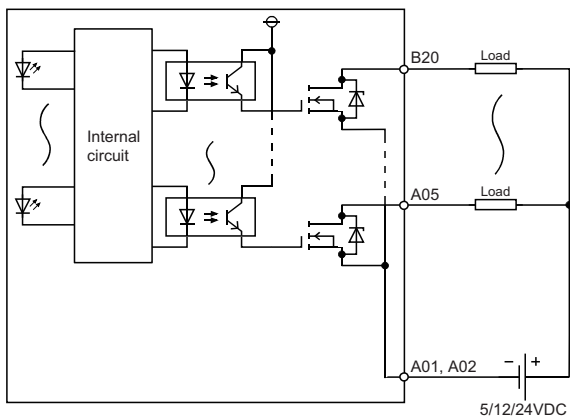 B20
Load
Internal
circuit
A05
Load
A01, A02
− +
5/12/24VDC